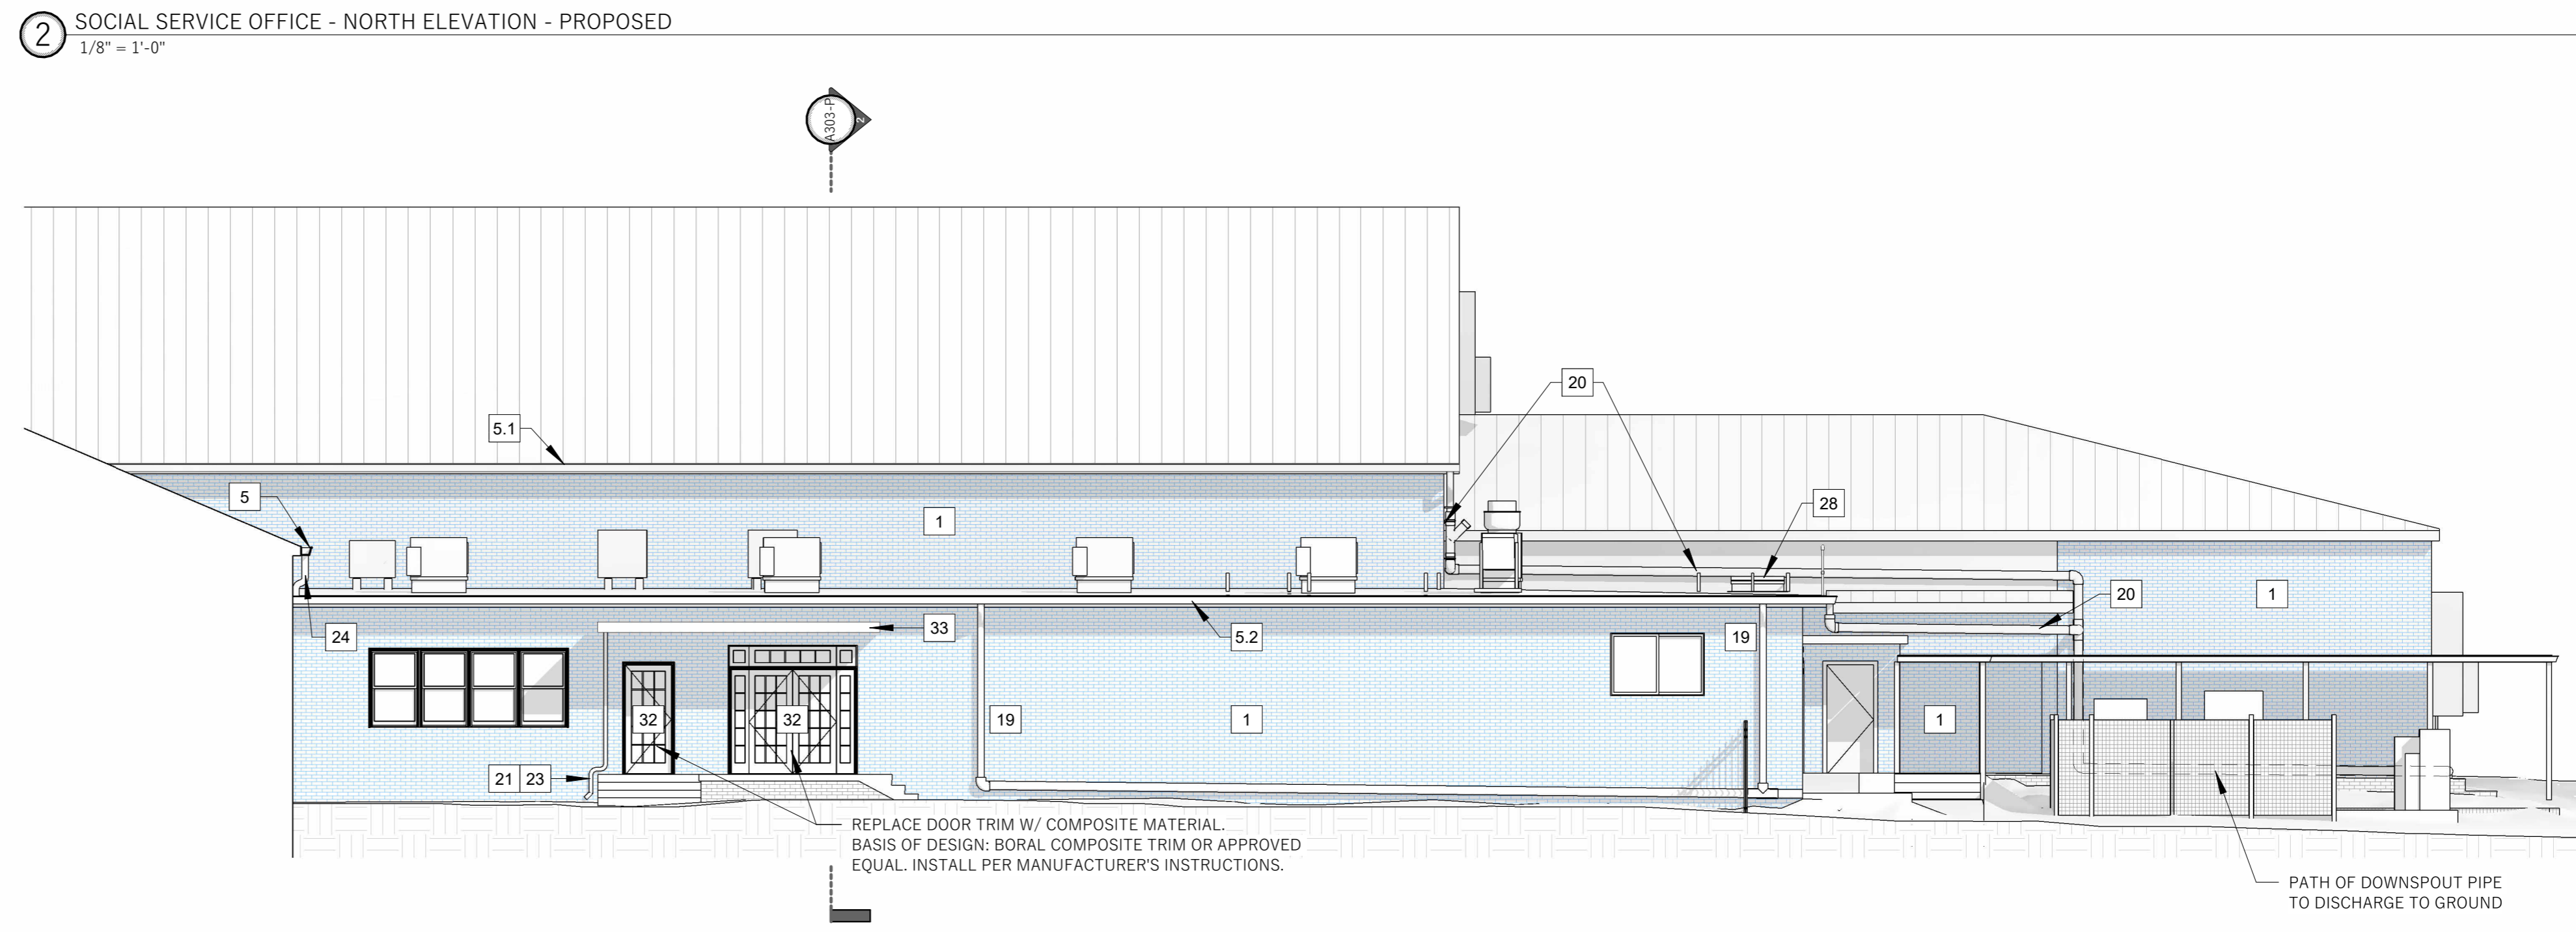 2
SOCIAL SERVICE OFFICE - NORTH ELEVATION - PROPOSED
1/8" = 1'-0"
A303-P
2
20
5.1
5
28
1
20
1
24
33
5.2
19
32
32
19
1
1
21 23
REPLACE DOOR TRIM W/ COMPOSITE MATERIAL.
BASIS OF DESIGN: BORAL COMPOSITE TRIM OR APPROVED
EQUAL. INSTALL PER MANUFACTURER'S INSTRUCTIONS.
PATH OF DOWNSPOUT PIPE
TO DISCHARGE TO GROUND